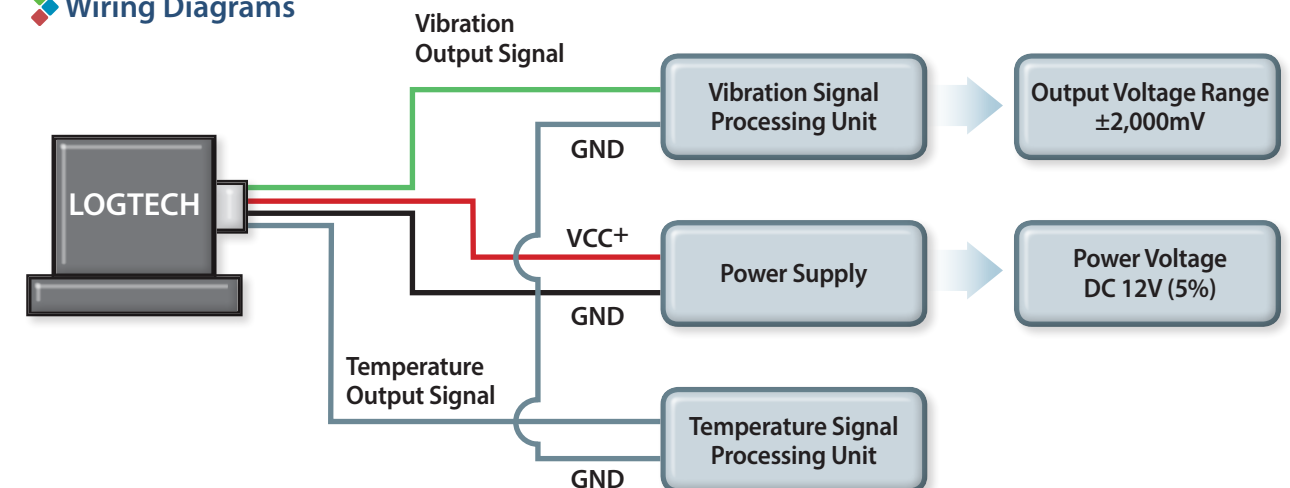 Wiring Diagrams
Vibration
Output Signal
GND
Vibration Signal
Processing Unit
Output Voltage Range
±2,000mV
LOGTECH
VCC+
GND
Power Supply
Power Voltage
DC 12V (5%)
Temperature
Output Signal
GND
Temperature Signal
Processing Unit